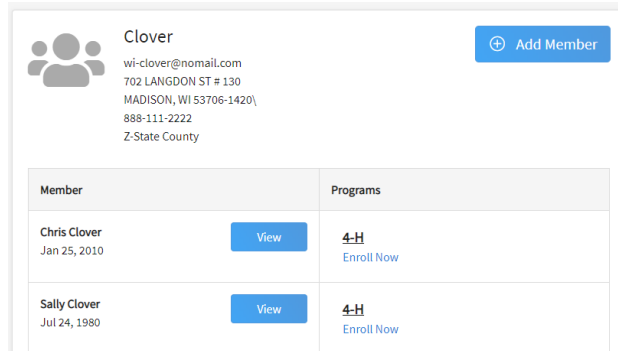 Clover
Add Member
wi-clover@nomail.com
702 LANGDON ST # 130
MADISON, WI 53706-1420\
888-111-2222
Z-State County
Member
Programs
Chris Clover
Jan 25, 2010
View
4-H
Enroll Now
Sally Clover
Jul 24, 1980
View
4-H
Enroll Now